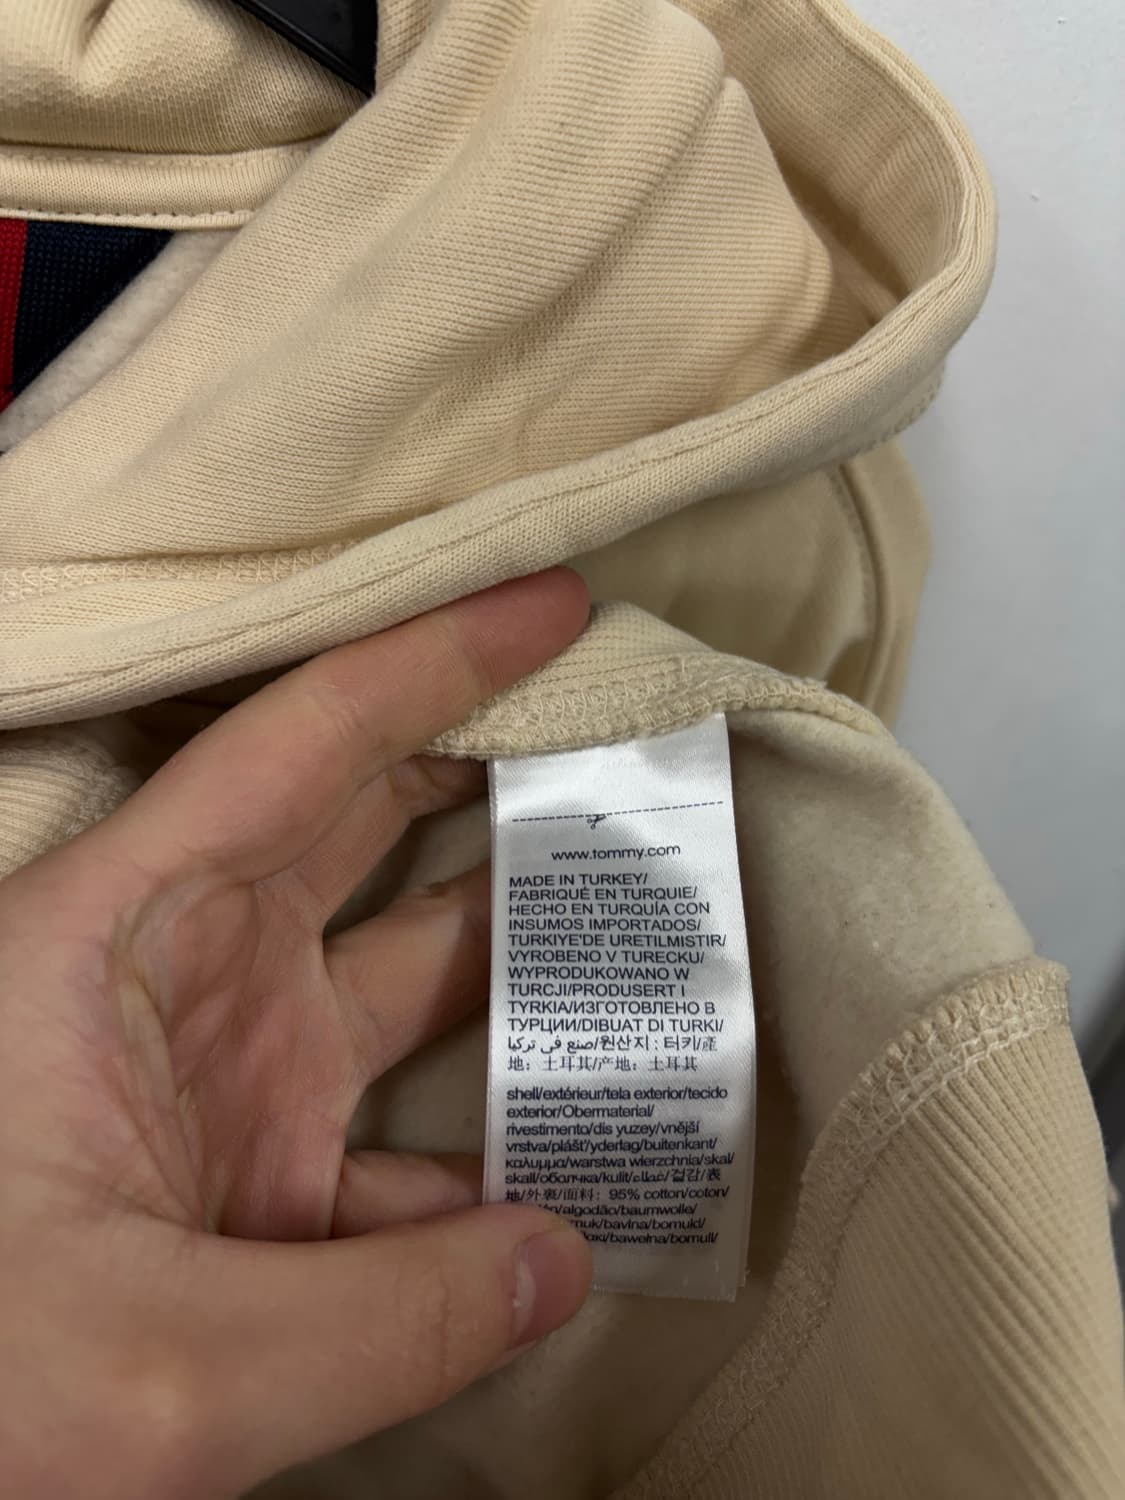 www.tommy.com
MADE IN TURKEY/
FABRIQUÉ EN TURQUIE/
HECHO EN TURQUÍA CON
INSUMOS IMPORTADOS/
TURKIYE'DE URETILMISTIR/
VYROBENO V TURECKU/
WYPRODUKOWANO W
TURCJI/PRODUSERT I
TYRKIA/ИЗГОТОВЛЕНО В
ТУРЦИИ/DIBUAT DI TURKI/
صنع في تركيا/원산지 : 터키/産
地: 土耳其/产地: 土耳其
shell/extérieur/tela exterior/tecido
exterior/Obermaterial/
rivestimento/dis yuzey/vnější
vrstva/plášť/yderlag/buitenkant/
καλυμμα/warstwa wierzchnia/skal/
skall/оболочка/kulit/غطاء/겉감/表
地/外裏/面料: 95% cotton/coton/
/algodão/baumwolle/
/bavlna/bomuld/
/bawełna/bomull/